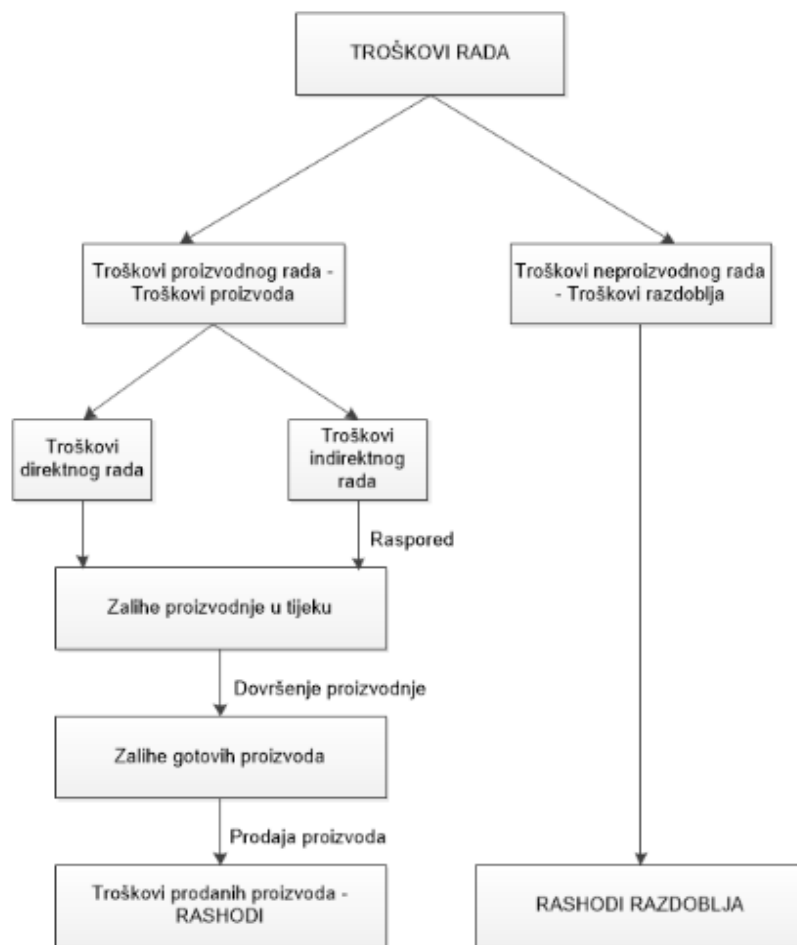 TROŠKOVI RADA
Troškovi proizvodnog rada -
Troškovi proizvoda
Troškovi neproizvodnog rada
- Troškovi razdoblja
Troškovi
direktnog rada
Troškovi
indirektnog
rada
Raspored
Zalihe proizvodnje u tijeku
Dovršenje proizvodnje
Zalihe gotovih proizvoda
Prodaja proizvoda
Troškovi prodanih proizvoda -
RASHODI
RASHODI RAZDOBLJA